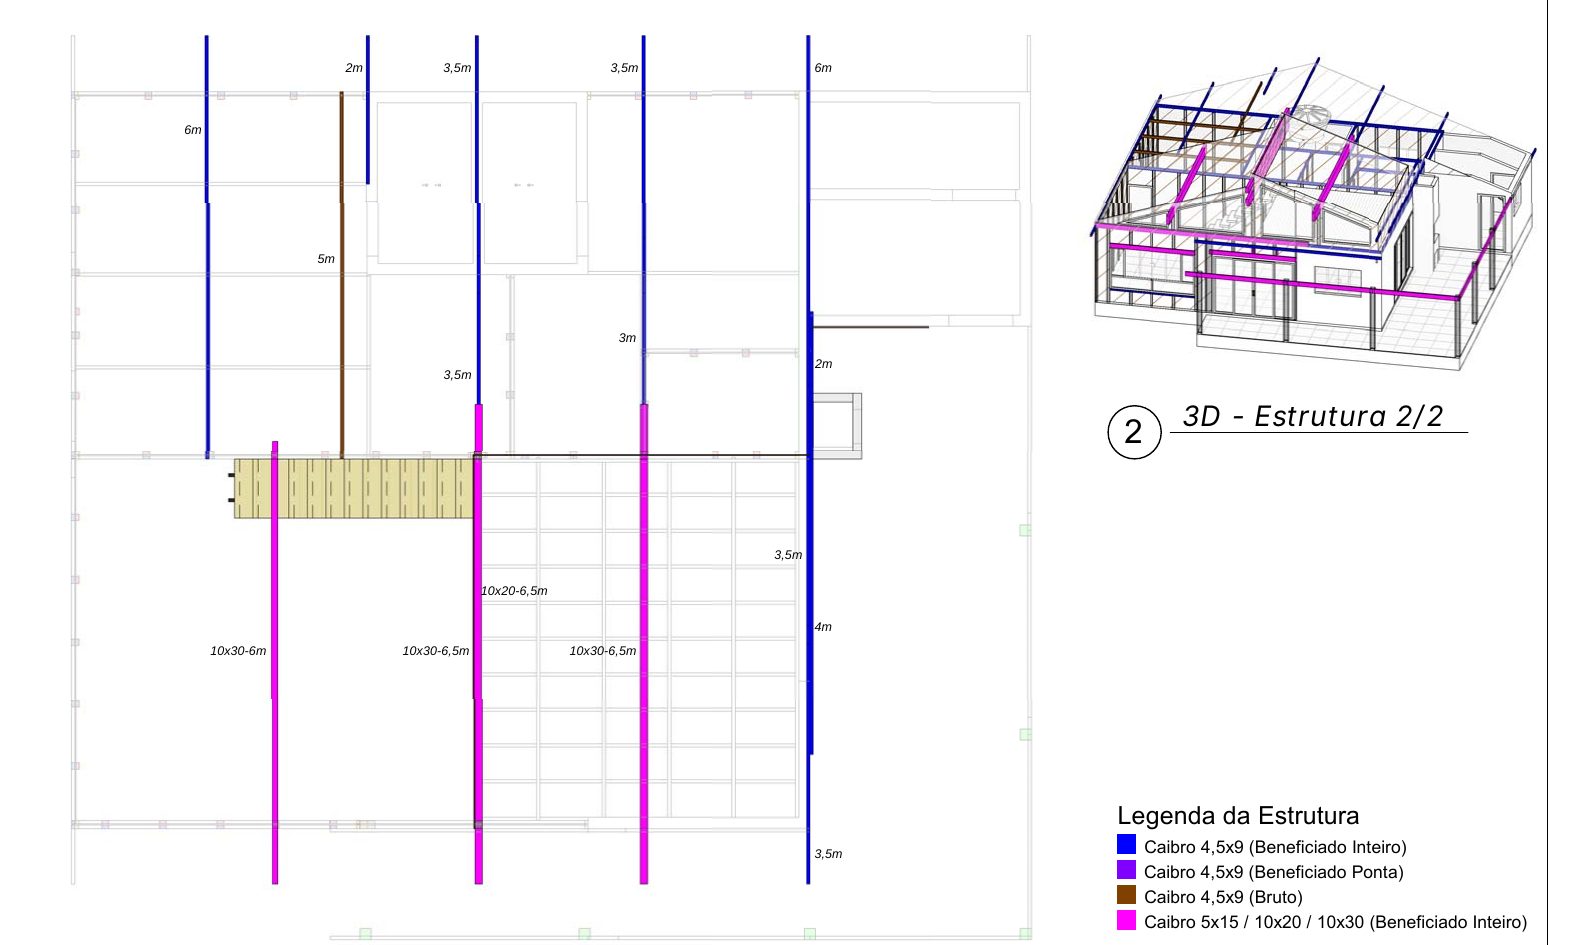 2m
3,5m
3,5m
6m
6m
5m
3m
2m
3,5m
3,5m
10x20-6,5m
4m
10x30-6m
10x30-6,5m
10x30-6,5m
3,5m
2
3D - Estrutura 2/2
Legenda da Estrutura
Caibro 4,5x9 (Beneficiado Inteiro)
Caibro 4,5x9 (Beneficiado Ponta)
Caibro 4,5x9 (Bruto)
Caibro 5x15 / 10x20 / 10x30 (Beneficiado Inteiro)